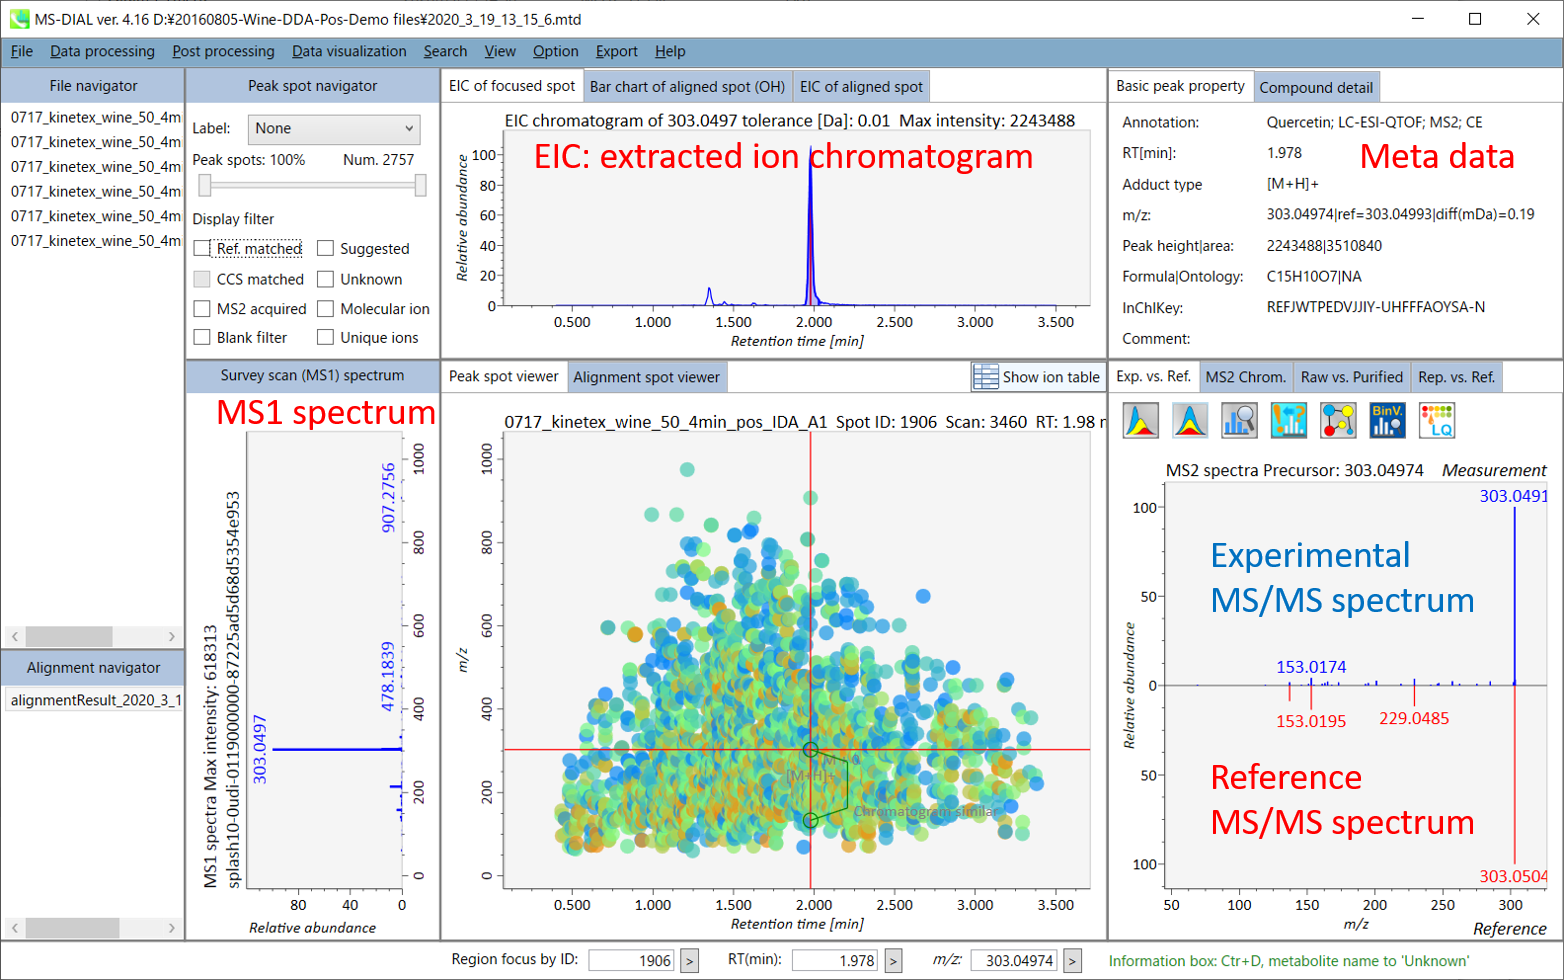 MS-DIAL ver. 4.16 D:¥20160805-Wine-DDA-Pos-Demo files¥2020_3_19_13_15_6.mtd
File Data processing Post processing Data visualization Search View Option Export Help
File navigator
0717_kinetex_wine_50_4m
0717_kinetex_wine_50_4m
0717_kinetex_wine_50_4m
0717_kinetex_wine_50_4m
0717_kinetex_wine_50_4m
0717_kinetex_wine_50_4m
Alignment navigator
alignmentResult_2020_3_1
Peak spot navigator
Label: None
Peak spots: 100% Num. 2757
Display filter
Ref. matched Suggested
CCS matched Unknown
MS2 acquired Molecular ion
Blank filter Unique ions
EIC of focused spot Bar chart of aligned spot (OH) EIC of aligned spot
EIC chromatogram of 303.0497 tolerance [Da]: 0.01 Max intensity: 2243488
EIC: extracted ion chromatogram
Relative abundance
100
80
60
40
20
0
0.500 1.000 1.500 2.000 2.500 3.000 3.500
Retention time [min]
Basic peak property Compound detail
Annotation: Quercetin; LC-ESI-QTOF; MS2; CE
RT[min]: 1.978
Meta data
Adduct type [M+H]+
m/z: 303.04974|ref=303.04993|diff(mDa)=0.19
Peak height|area: 2243488|3510840
Formula|Ontology: C15H10O7|NA
InChIKey: REFJWTPEDVJJIY-UHFFFAOYSA-N
Comment:
Survey scan (MS1) spectrum
MS1 spectrum
MS1 spectra Max intensity: 618313
splash10-0udi-0119000000-87225ad5d68d5354e953
907.2756
478.1839
303.0497
1000
800
600
400
200
0
80 40 0
Relative abundance
Peak spot viewer Alignment spot viewer Show ion table
0717_kinetex_wine_50_4min_pos_IDA_A1 Spot ID: 1906 Scan: 3460 RT: 1.98
m/z
1000
800
600
400
200
0
[M+H]+
Chromatogram similar
0.500 1.000 1.500 2.000 2.500 3.000 3.500
Retention time [min]
Exp. vs. Ref. MS2 Chrom. Raw vs. Purified Rep. vs. Ref.
BinV.
LQ
MS2 spectra Precursor: 303.04974 Measurement
303.0491
Experimental
MS/MS spectrum
153.0174
153.0195
229.0485
Reference
MS/MS spectrum
303.0504
Relative abundance
100
50
0
50
100
50 100 150 200 250 300
m/z
Reference
Region focus by ID: 1906 > RT(min): 1.978 > m/z: 303.04974 > Information box: Ctr+D, metabolite name to 'Unknown'